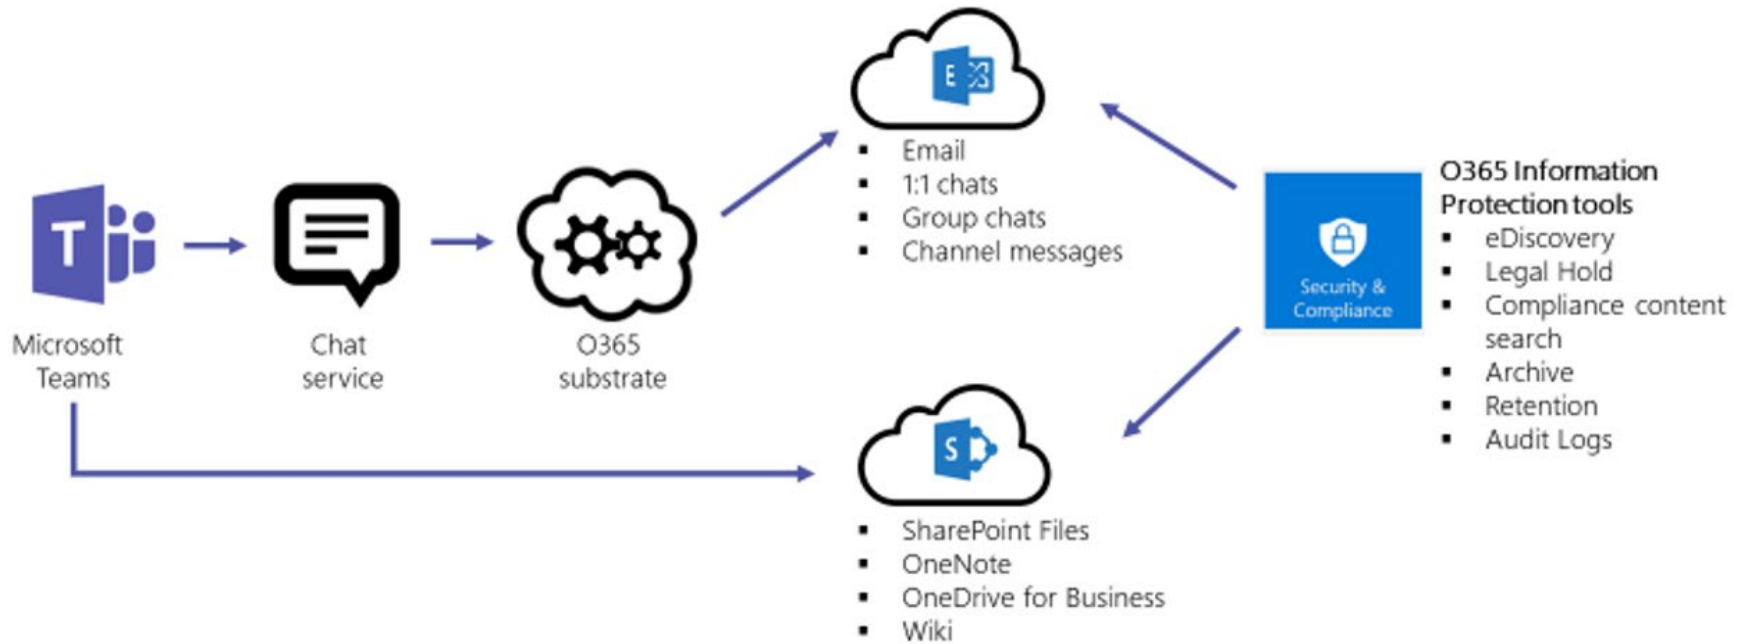 E
Email
1:1 chats
Group chats
Channel messages
T
Microsoft
Teams
Chat
service
O365
substrate
Security &
Compliance
O365 Information
Protection tools
eDiscovery
Legal Hold
Compliance content
search
Archive
Retention
Audit Logs
S
SharePoint Files
OneNote
OneDrive for Business
Wiki